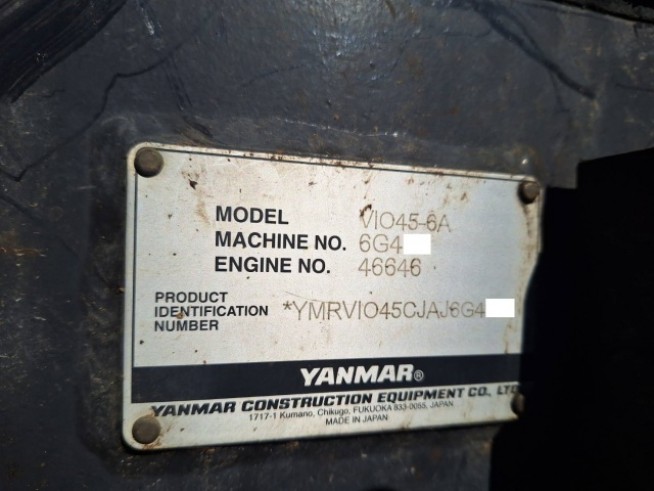 MODEL VIO45-6A
MACHINE NO. 6G4
ENGINE NO. 46646
PRODUCT
IDENTIFICATION
NUMBER
*YMRVIO45CJAJ6G4
YANMAR®
YANMAR CONSTRUCTION EQUIPMENT CO., LTD
1717-1 Kumano, Chikugo, FUKUOKA 833-0055, JAPAN
MADE IN JAPAN